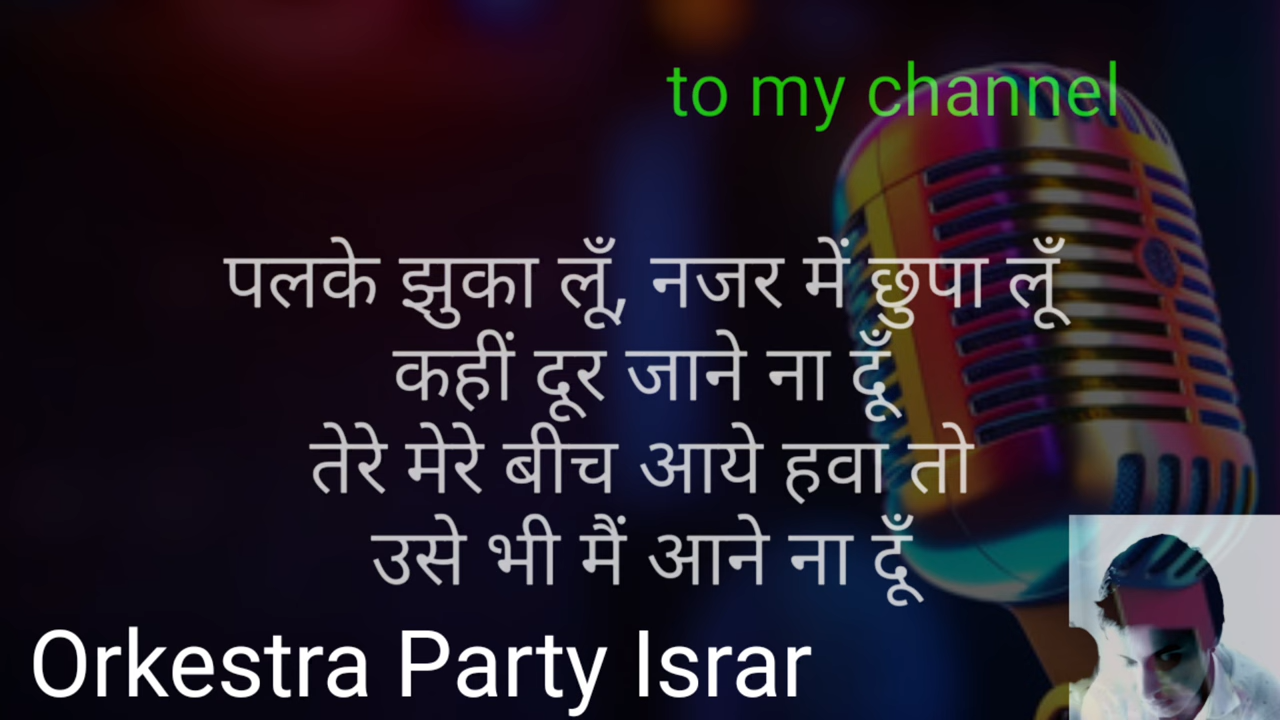 to my channel
पलके झुका लूँ, नजर में छुपा लूँ
कहीं दूर जाने ना दूँ
तेरे मेरे बीच आये हवा तो
उसे भी मैं आने ना दूँ
Orkestra Party Israr